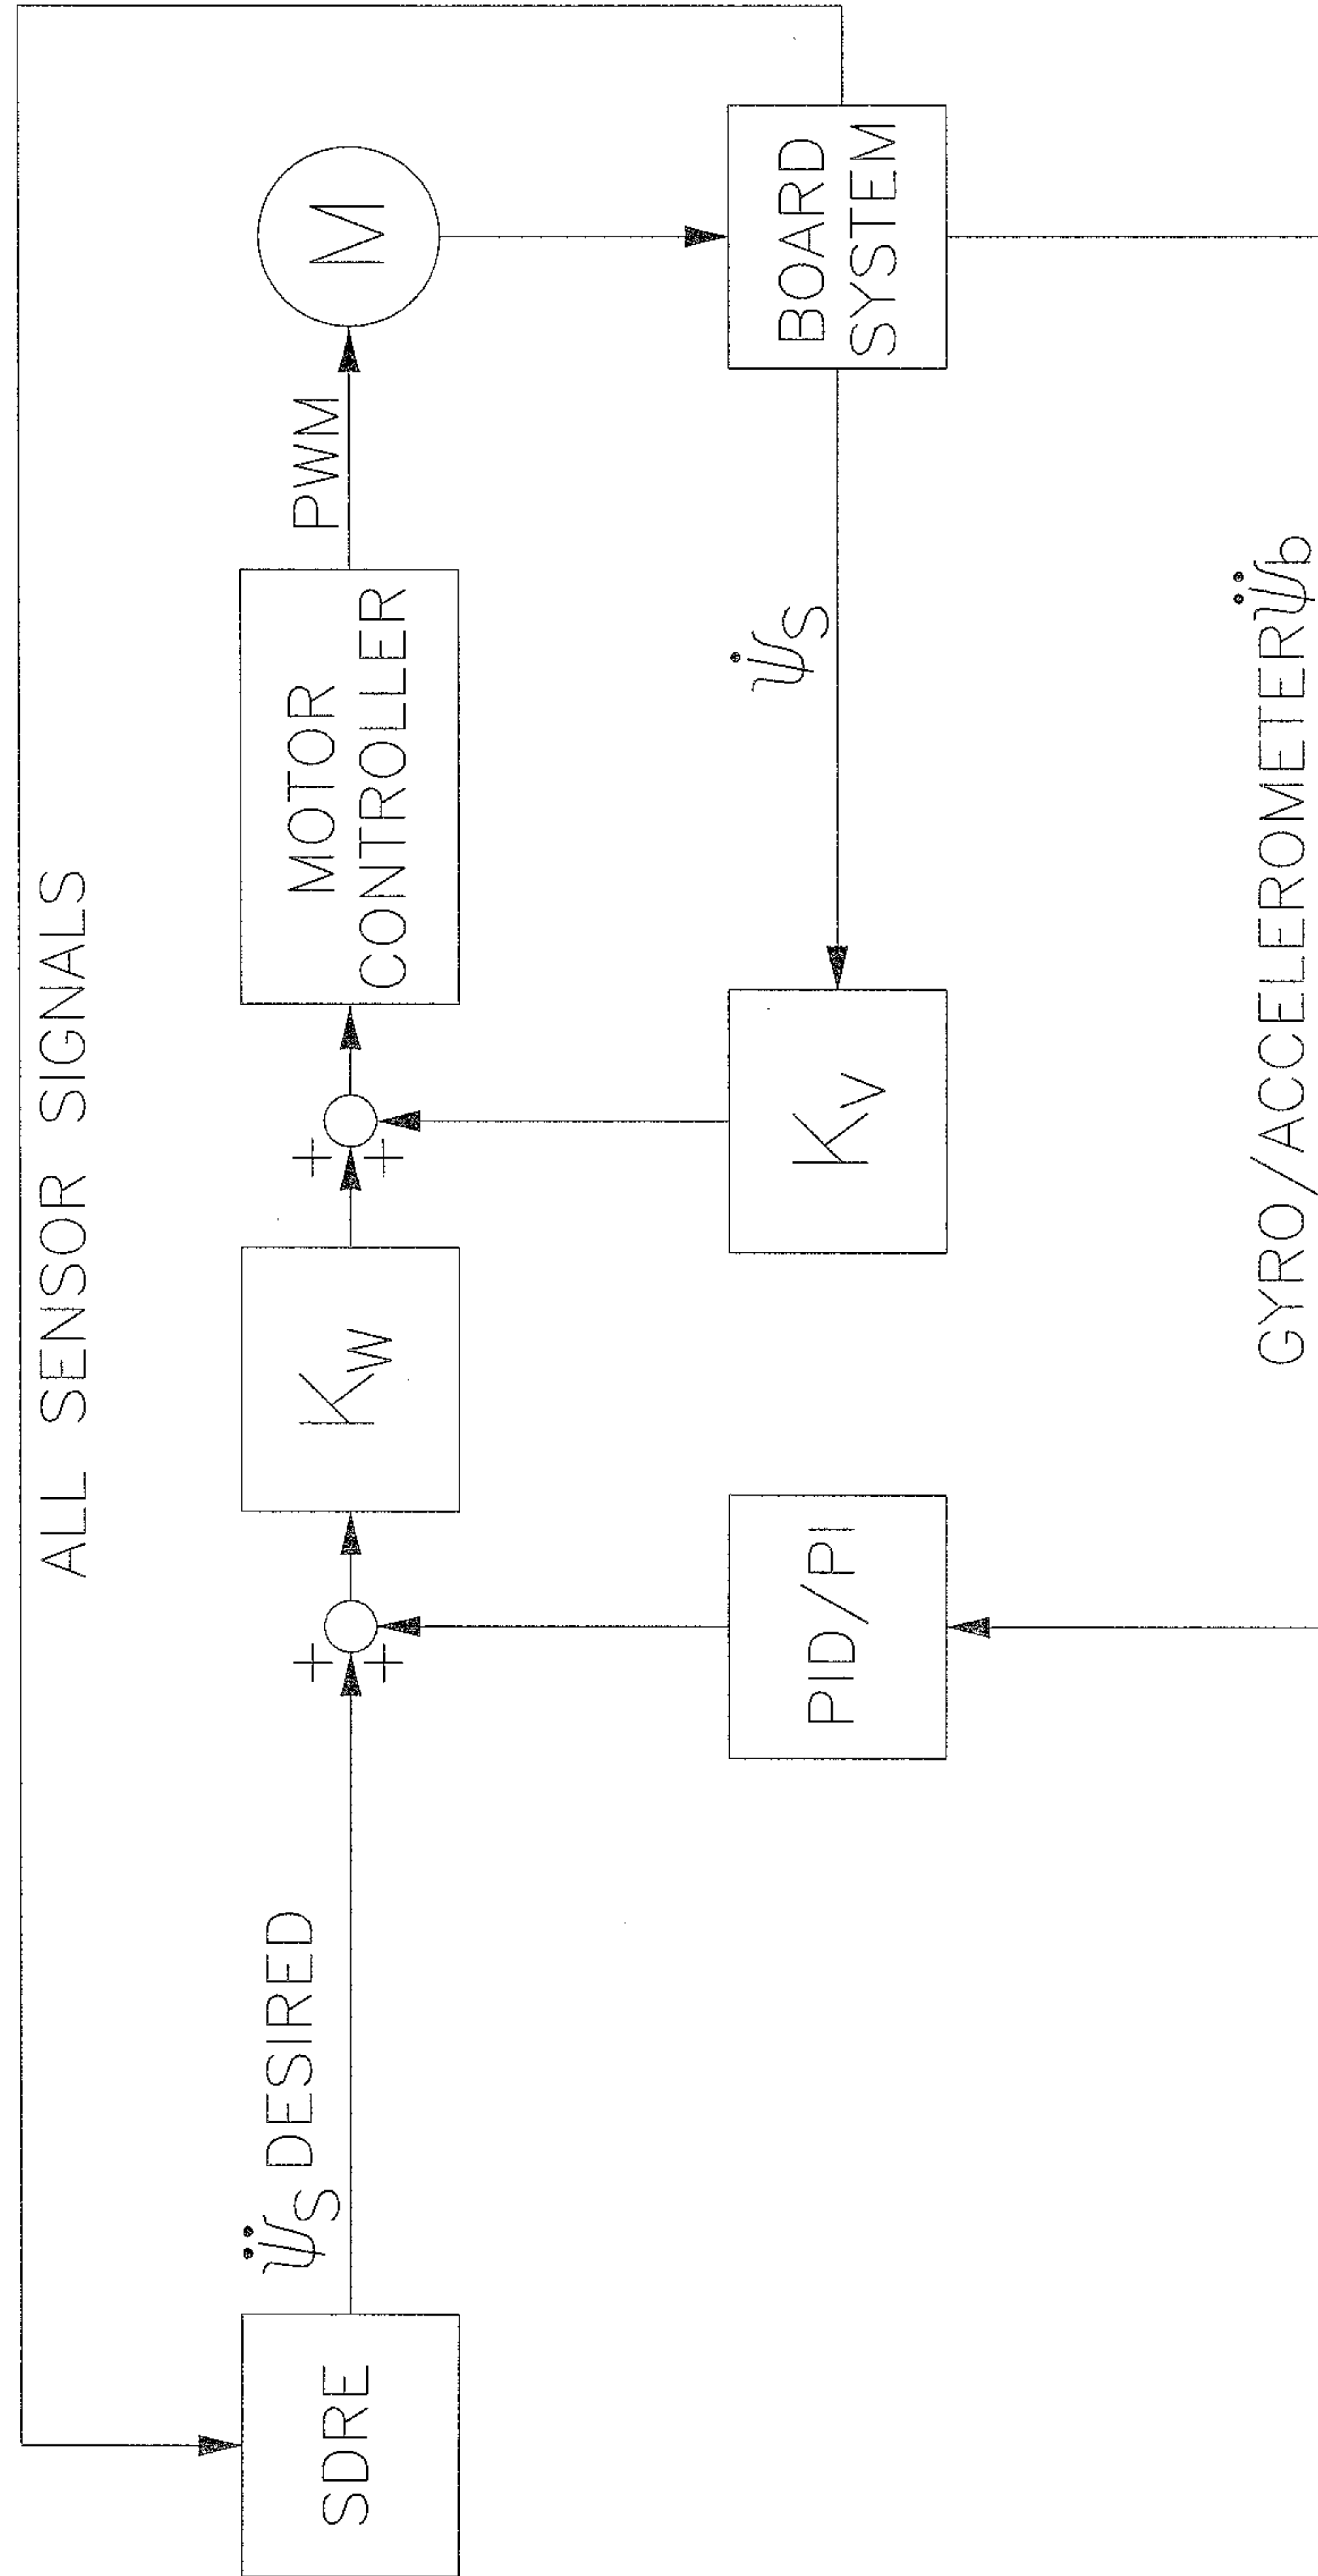 ALL SENSOR SIGNALS
SDRE
ψ̈S DESIRED
+
+
KW
+
+
MOTOR
CONTROLLER
PWM
M
PID/PI
KV
ψ̇S
BOARD
SYSTEM
GYRO/ACCELEROMETER ψ̈b